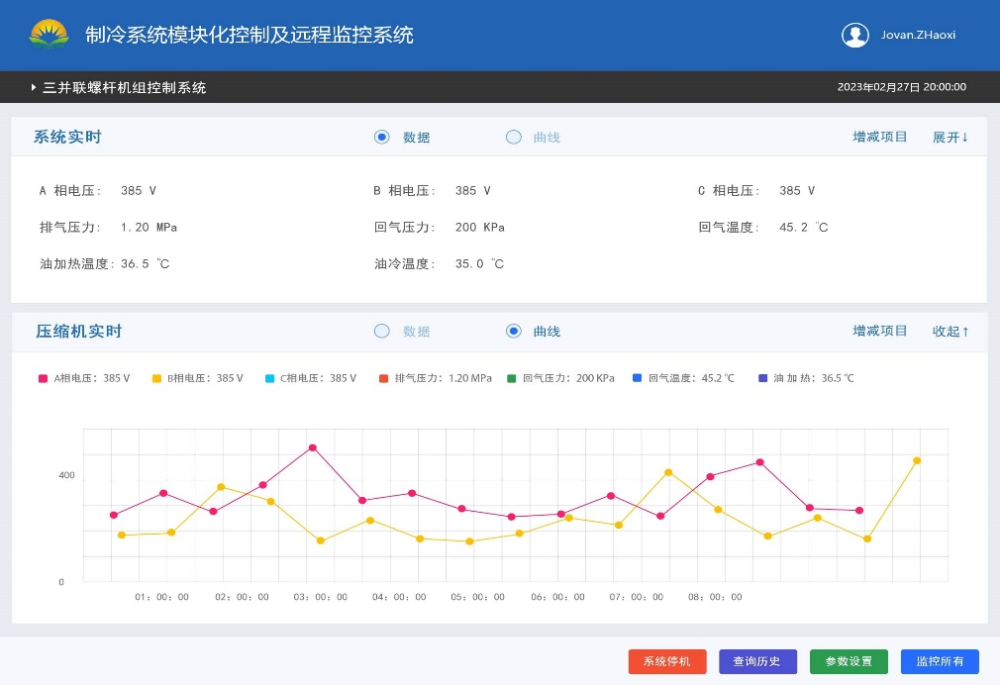 制冷系统模块化控制及远程监控系统
Jovan.ZHaoxi
三并联螺杆机组控制系统
2023年02月27日 20:00:00
系统实时 数据 曲线 增减项目 展开↓
A 相电压: 385 V B 相电压: 385 V C 相电压: 385 V
排气压力: 1.20 MPa 回气压力: 200 KPa 回气温度: 45.2 ℃
油加热温度: 36.5 ℃ 油冷温度: 35.0 ℃
压缩机实时 数据 曲线 增减项目 收起↑
A相电压: 385 V B相电压: 385 V C相电压: 385 V 排气压力: 1.20 MPa 回气压力: 200 KPa 回气温度: 45.2 ℃ 油 加 热: 36.5 ℃
400
0
01: 00: 00 02: 00: 00 03: 00: 00 04: 00: 00 05: 00: 00 06: 00: 00 07: 00: 00 08: 00: 00
系统停机 查询历史 参数设置 监控所有